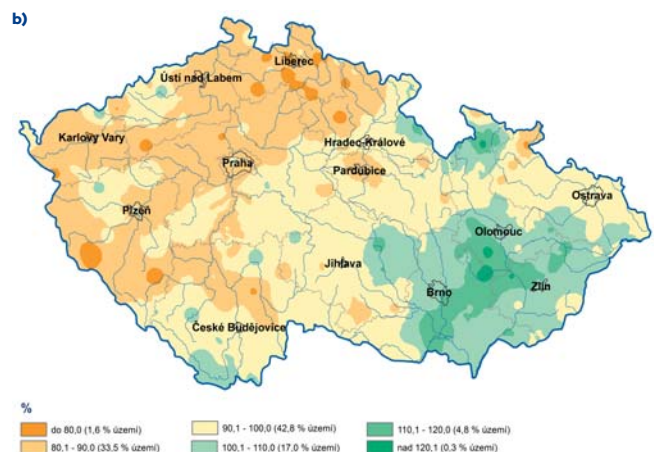 b)
Liberec
Ústí nad Labem
Karlovy Vary
Hradec Králové
Praha
Pardubice
Plzeň
Ostrava
Olomouc
Jihlava
Brno
Zlín
České Budějovice
%
do 80,0 (1,6 % území)
90,1 - 100,0 (42,8 % území)
110,1 - 120,0 (4,8 % území)
80,1 - 90,0 (33,5 % území)
100,1 - 110,0 (17,0 % území)
nad 120,1 (0,3 % území)